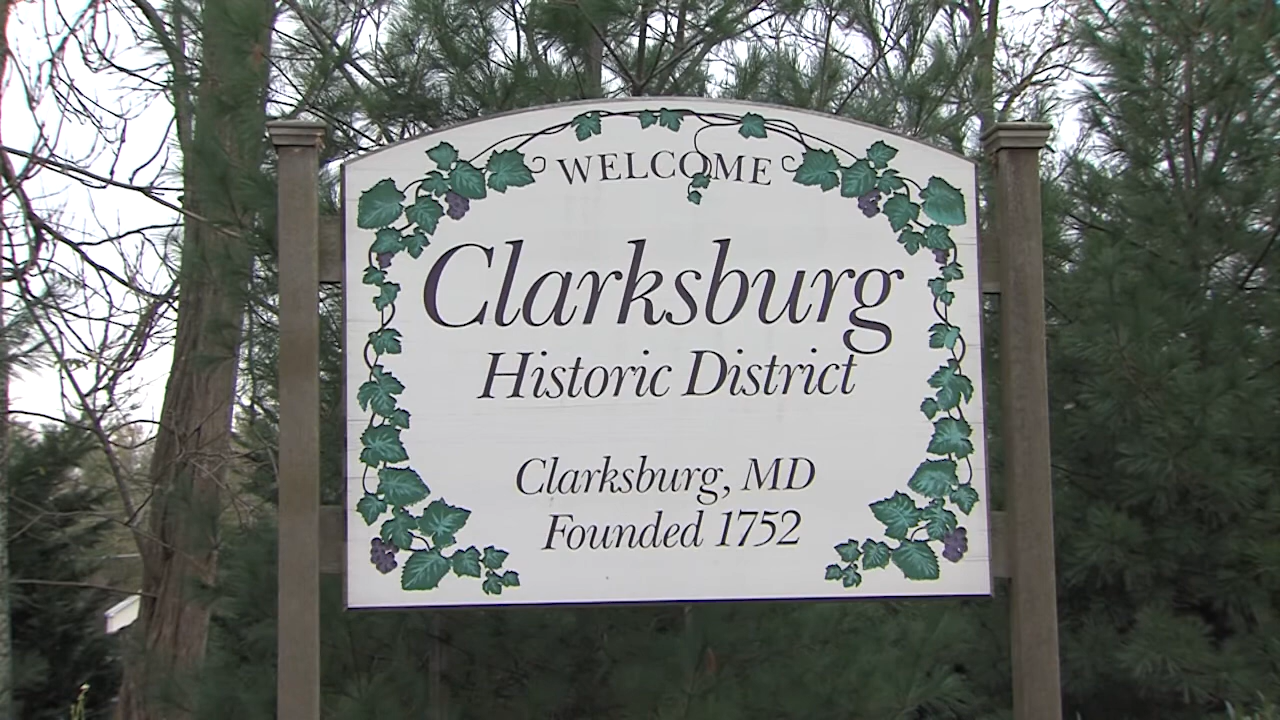 WELCOME
Clarksburg
Historic District
Clarksburg, MD
Founded 1752